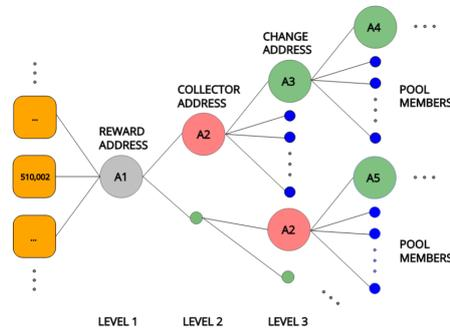 CHANGE
ADDRESS
A4
COLLECTOR
ADDRESS
A3
POOL
MEMBERS
...
REWARD
ADDRESS
A2
510,002
A1
A5
...
A2
POOL
MEMBERS
LEVEL 1
LEVEL 2
LEVEL 3